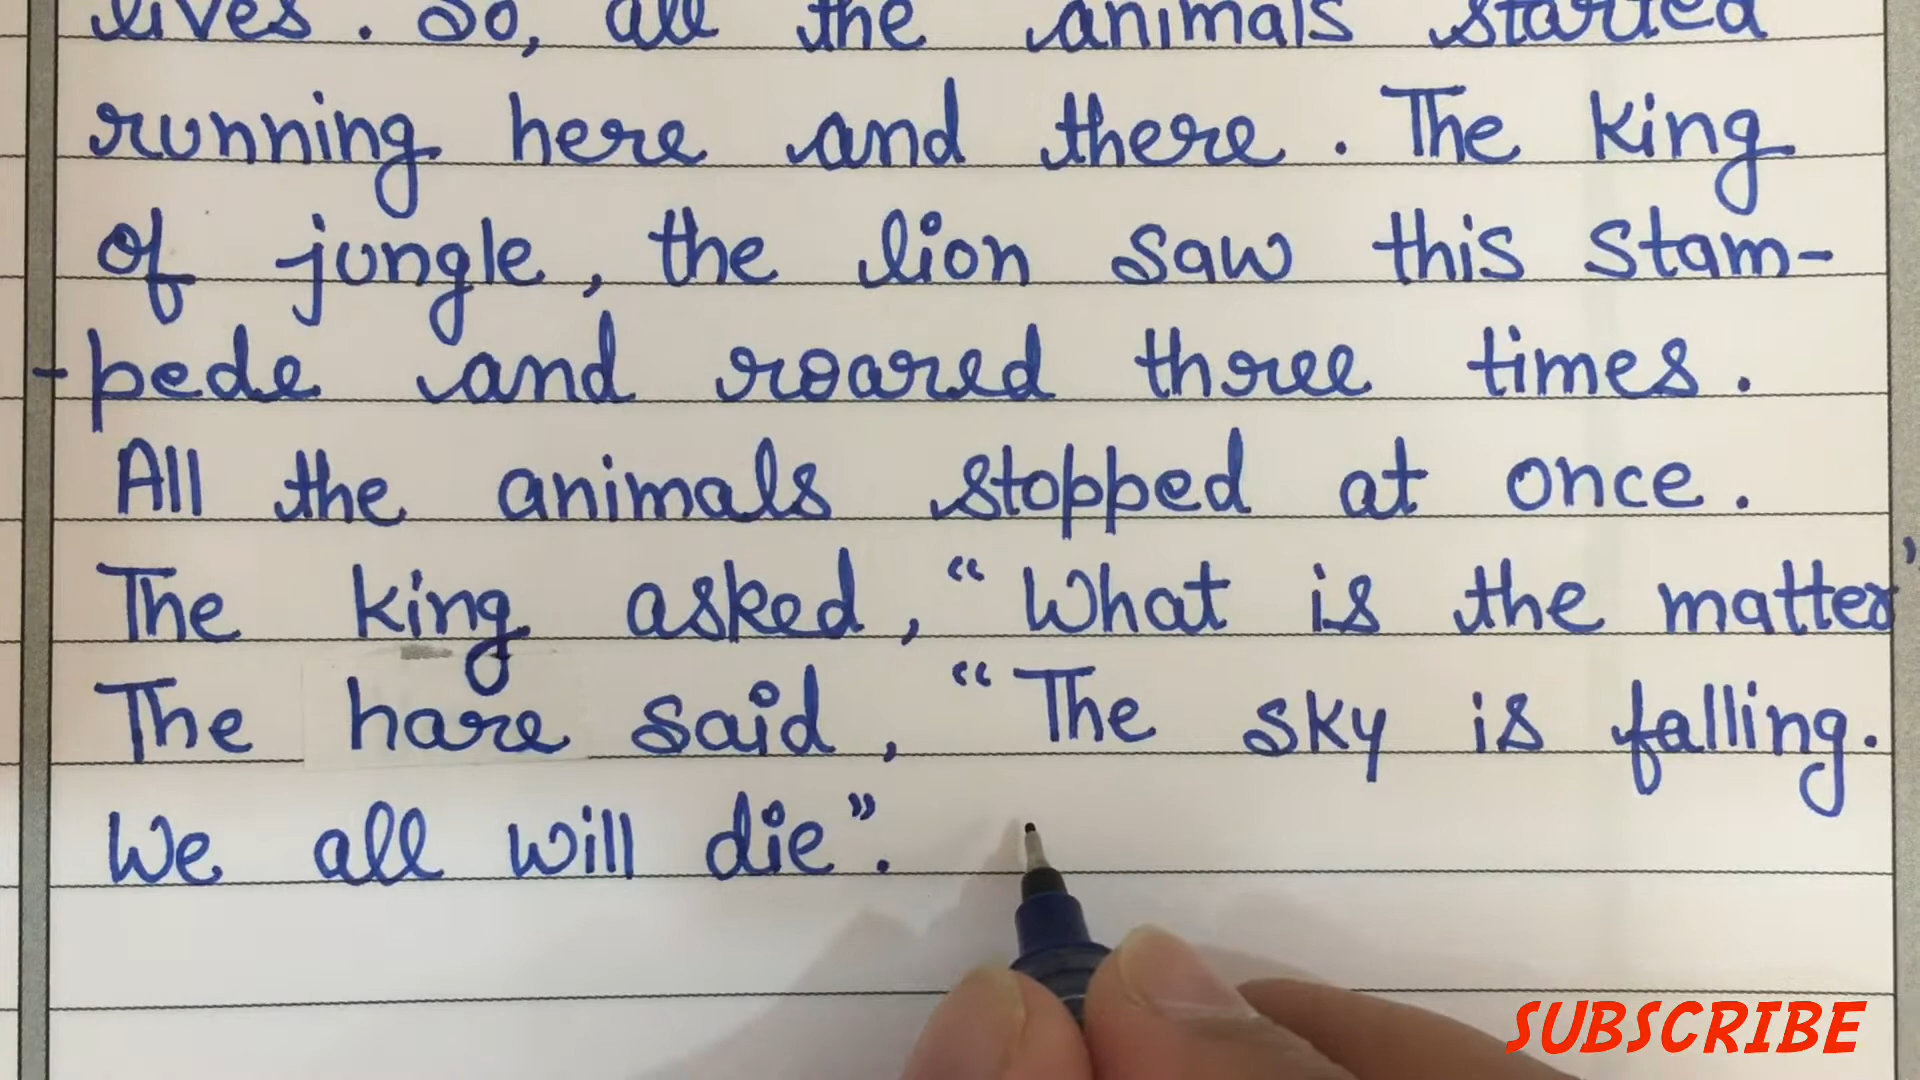 lives. So, all the animals started
running here and there. The king
of jungle, the lion saw this stam-
-pede and roared three times.
All the animals stopped at once.
The king asked, “What is the matter”
The hare said, “The sky is falling.
We all will die”.
SUBSCRIBE